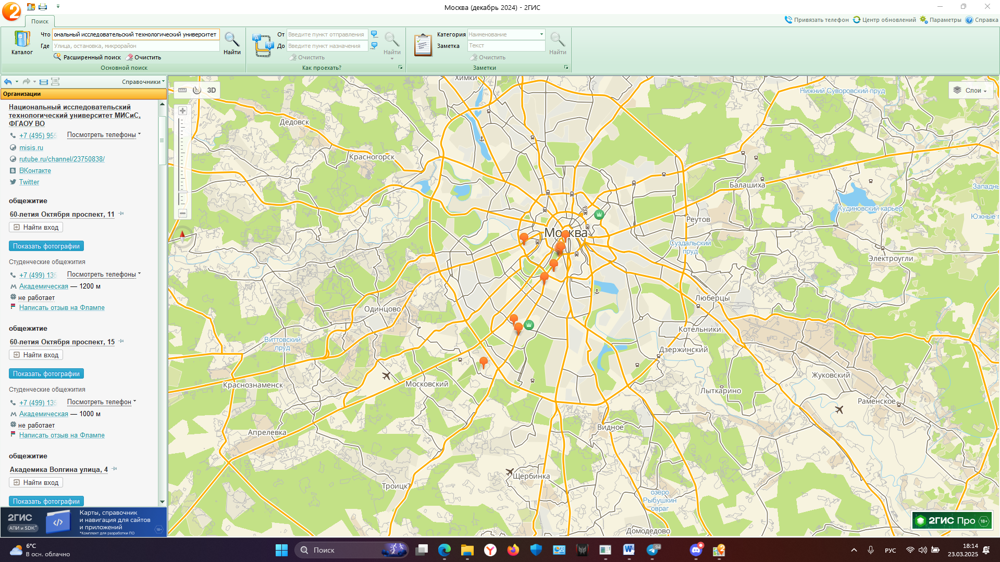 Москва (декабрь 2024) - 2ГИС
Поиск
Привязать телефон
Центр обновлений
Параметры
Справка
Каталог
Что
ональный исследовательский технологический университет
Где
Улица, остановка, микрорайон
Расширенный поиск
Очистить
Найти
Основной поиск
От
Введите пункт отправления
До
Введите пункт назначения
Очистить
Найти
Как проехать?
Категория
Наименование
Заметка
Текст
Очистить
Найти
Заметки
Справочники
Организации
Национальный исследовательский
технологический университет МИСиС,
ФГАОУ ВО
+7 (495) 955
Посмотреть телефоны
misis.ru
rutube.ru/channel/23750838/
ВКонтакте
Twitter
общежитие
60-летия Октября проспект, 11
Найти вход
Показать фотографии
Студенческие общежития
+7 (499) 135
Посмотреть телефоны
Академическая — 1200 м
не работает
Написать отзыв на Флампе
общежитие
60-летия Октября проспект, 15
Найти вход
Показать фотографии
Студенческие общежития
+7 (499) 135
Посмотреть телефон
Академическая — 1000 м
не работает
Написать отзыв на Флампе
общежитие
Академика Волгина улица, 4
Найти вход
Показать фотографии
2ГИС
АПИ и SDK*
Карты, справочник
и навигация для сайтов
и приложений
*Комплект для разработки ПО
18+
3D
Слои
Химки
Нижний Суворовский пруд
Дедовск
Красногорск
Балашиха
Западны
Кудиновский карьер
Южные
Реутов
Москва
Суздальский
пруд
Электроугли
Люберцы
Одинцово
Котельники
Виттовский
пруд
Дзержинский
Жуковский
Краснознаменск
Московский
Лыткарино
Раменское
Видное
Апрелевка
Щербинка
Троицк
озеро
Рыбушкин
овраг
Домодедово
2ГИС Про
18+
6°C
В осн. облачно
Поиск
94
РУС
18:14
23.03.2025